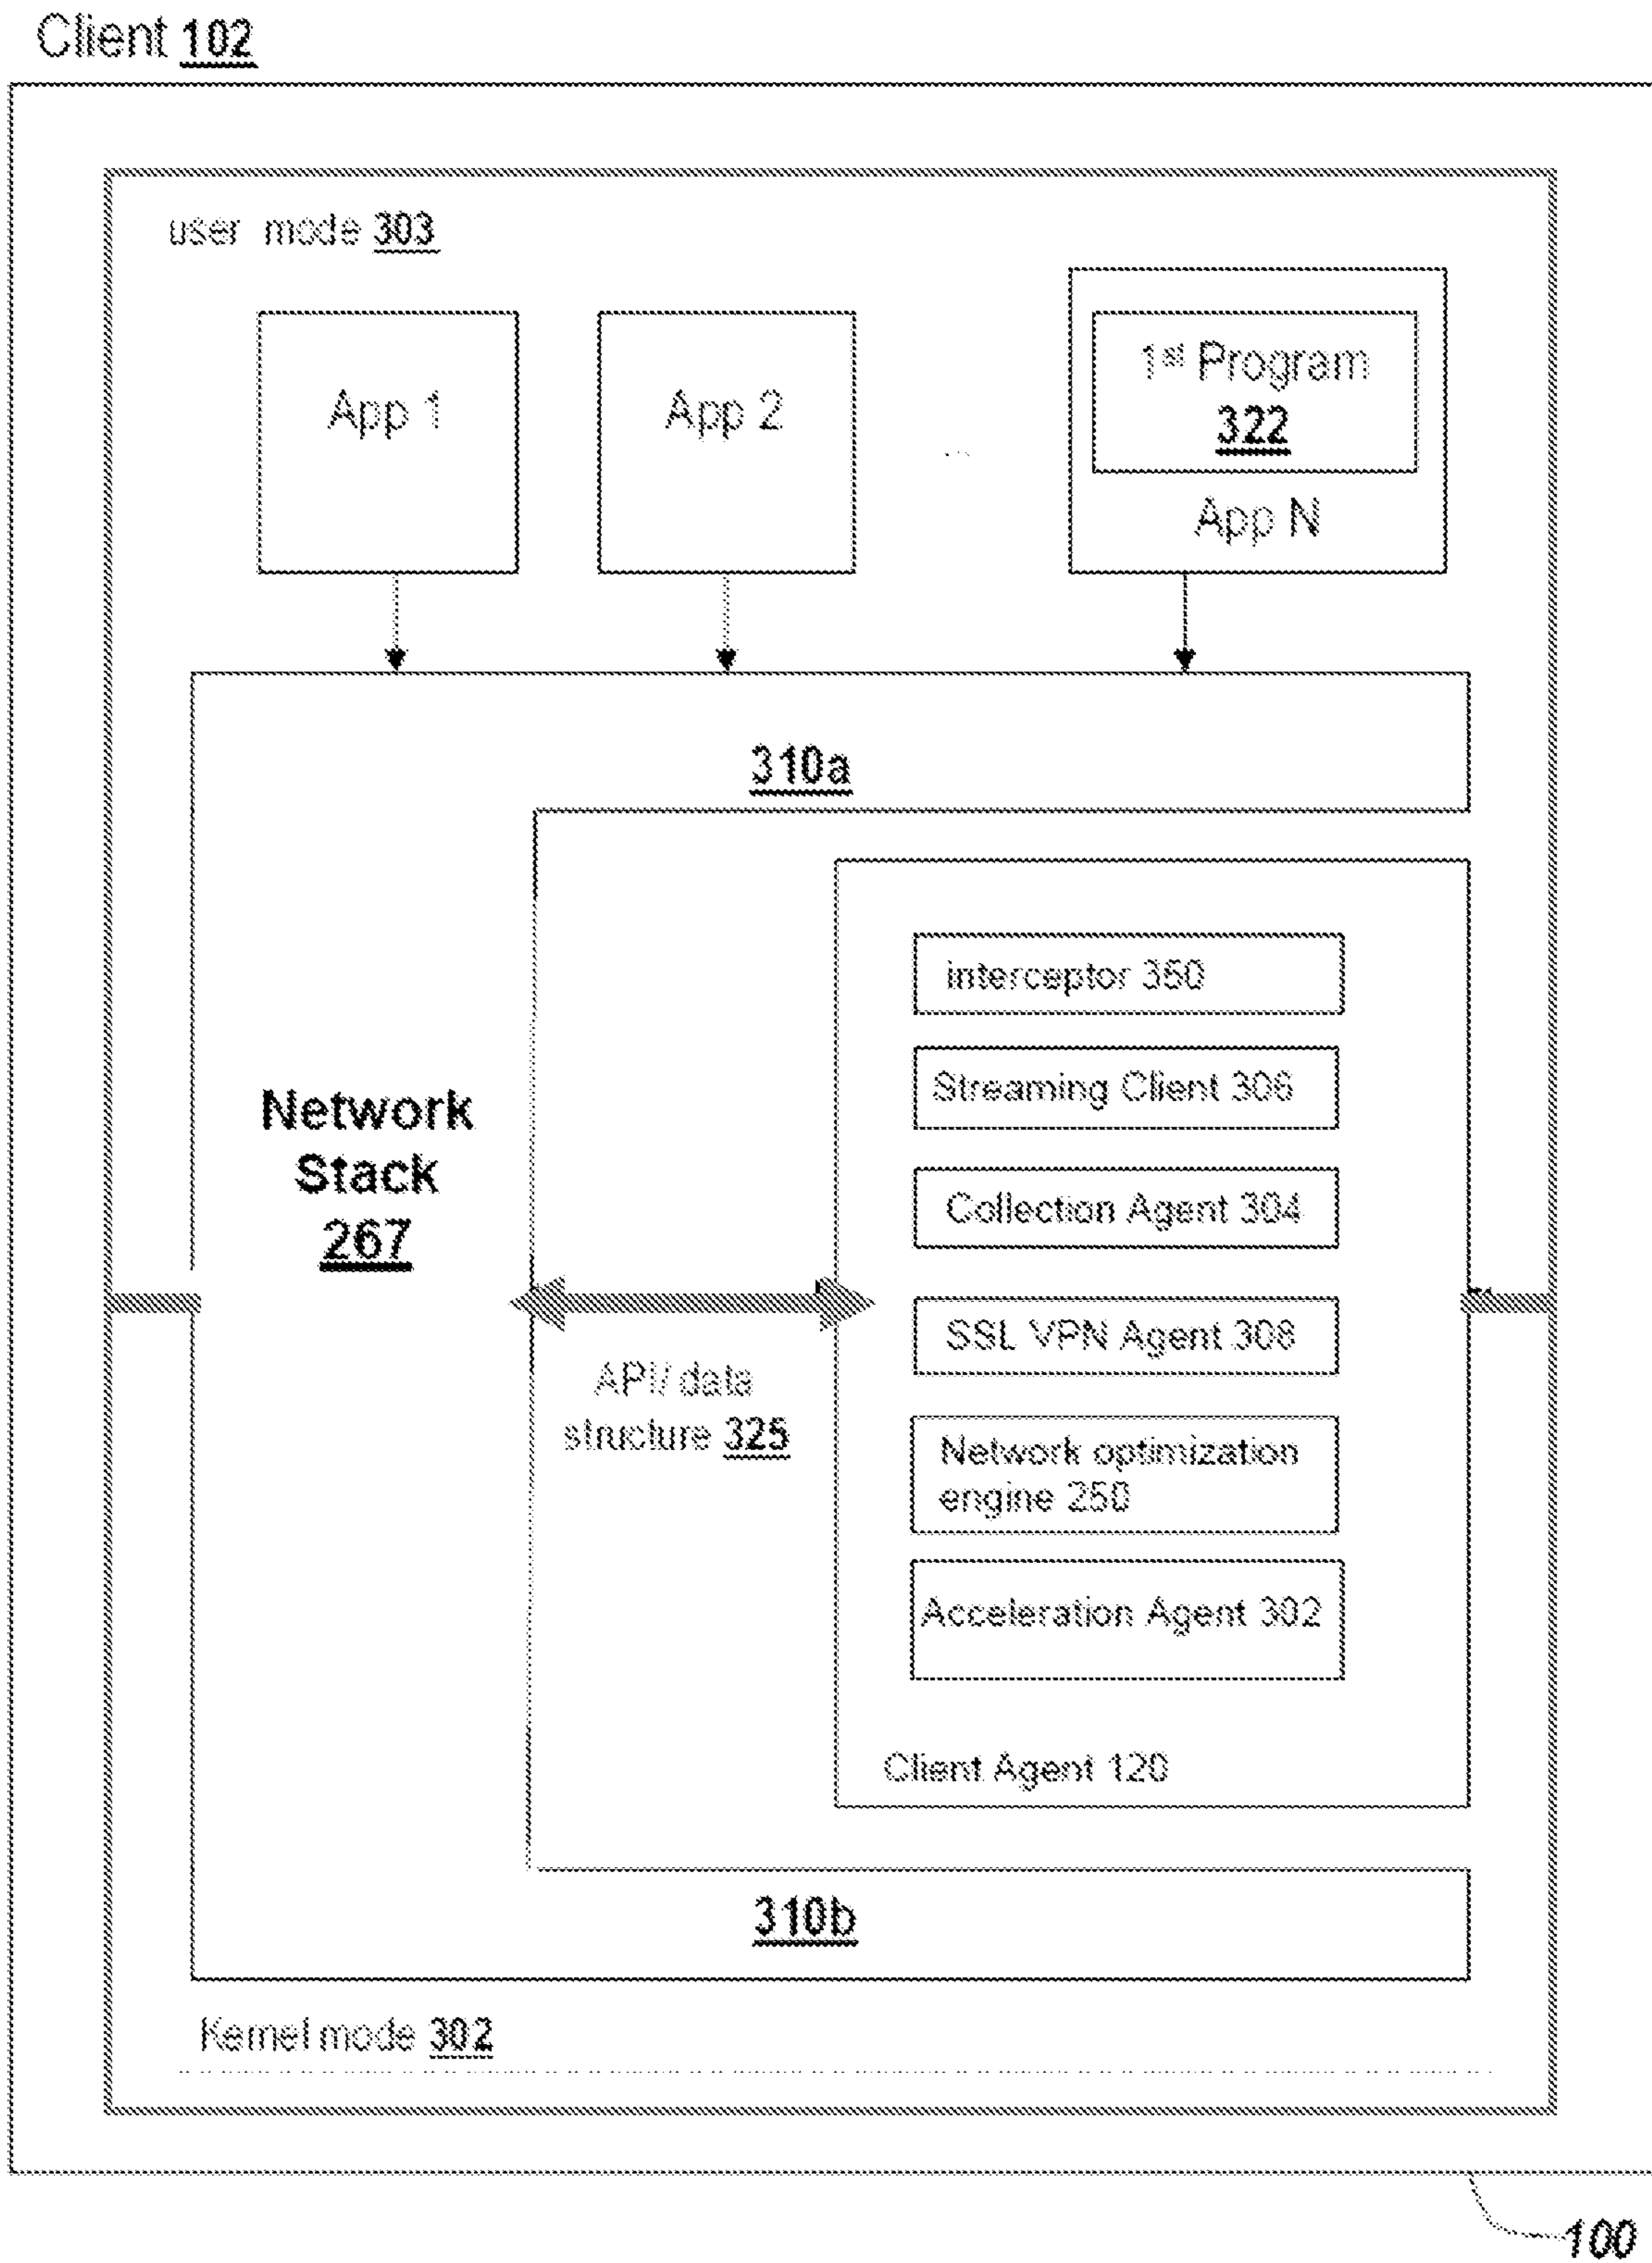 Client 102
user mode 303
App 1
App 2
...
1st Program
322
App N
310a
interceptor 350
Streaming Client 306
Collection Agent 304
Network
Stack
267
SSL VPN Agent 308
API/ data
structure 325
Network optimization
engine 250
Acceleration Agent 302
Client Agent 120
310b
Kernel mode 302
100